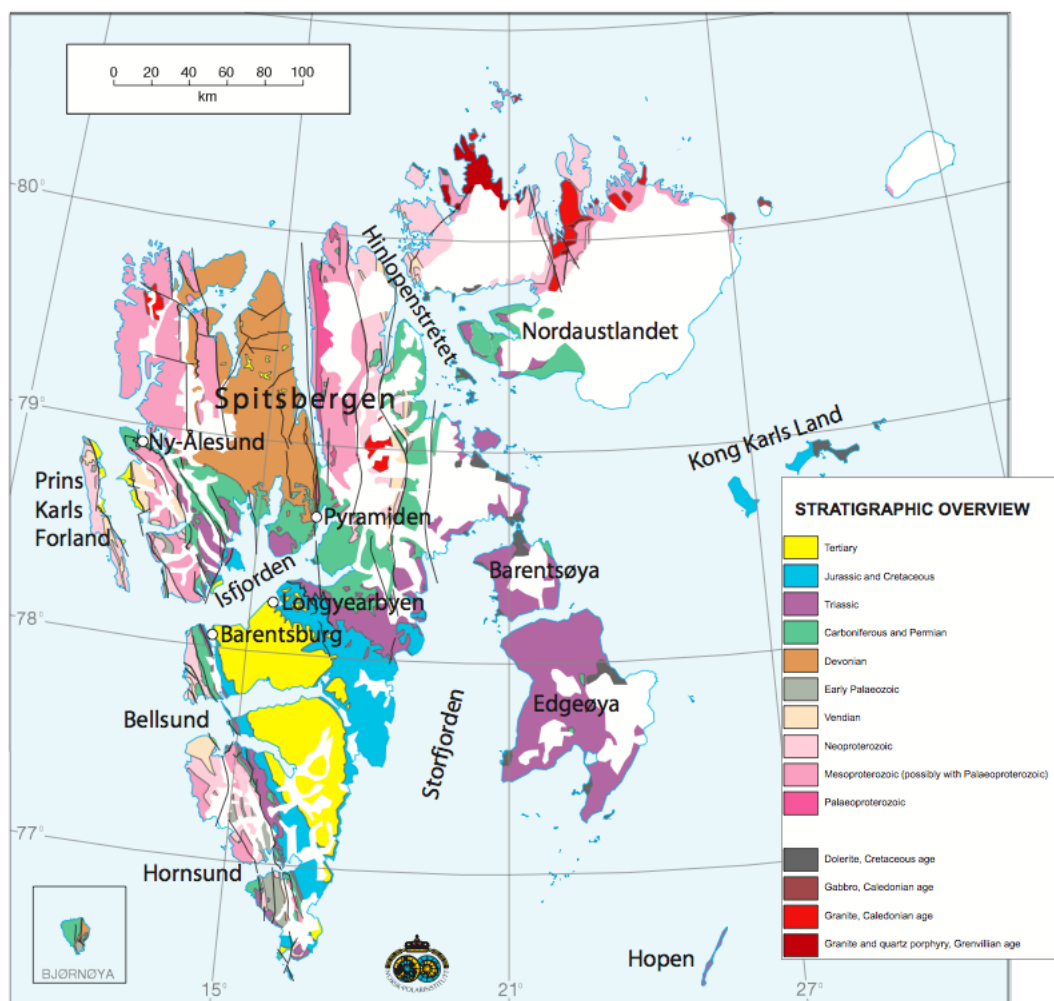 0 20 40 60 80 100
km
80°
Hinlopenstretet
Nordaustlandet
79°
Spitsbergen
Ny-Ålesund
Kong Karls Land
Prins
Karls
Forland
Pyramiden
Isfjorden
Barentsøya
Longyearbyen
78°
Barentsburg
Edgeøya
Bellsund
Storfjorden
77°
Hornsund
Hopen
BJØRNØYA
NORSK POLARINSTITUTT
15°
21°
27°
STRATIGRAPHIC OVERVIEW
Tertiary
Jurassic and Cretaceous
Triassic
Carboniferous and Permian
Devonian
Early Palaeozoic
Vendian
Neoproterozoic
Mesoproterozoic (possibly with Palaeoproterozoic)
Palaeoproterozoic
Dolerite, Cretaceous age
Gabbro, Caledonian age
Granite, Caledonian age
Granite and quartz porphyry, Grenvillian age